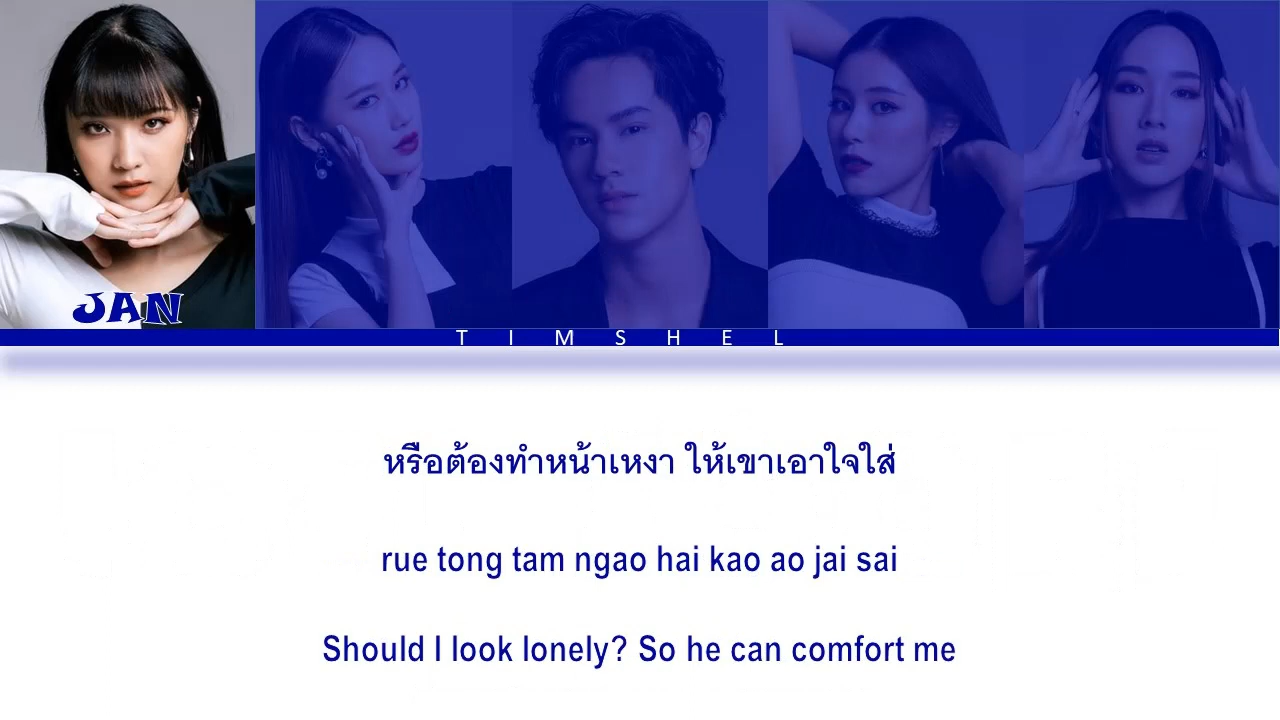 JAN
TIMSHEL
หรือต้องทำหน้าเหงา ให้เขาเอาใจใส่
rue tong tam ngao hai kao ao jai sai
Should I look lonely? So he can comfort me